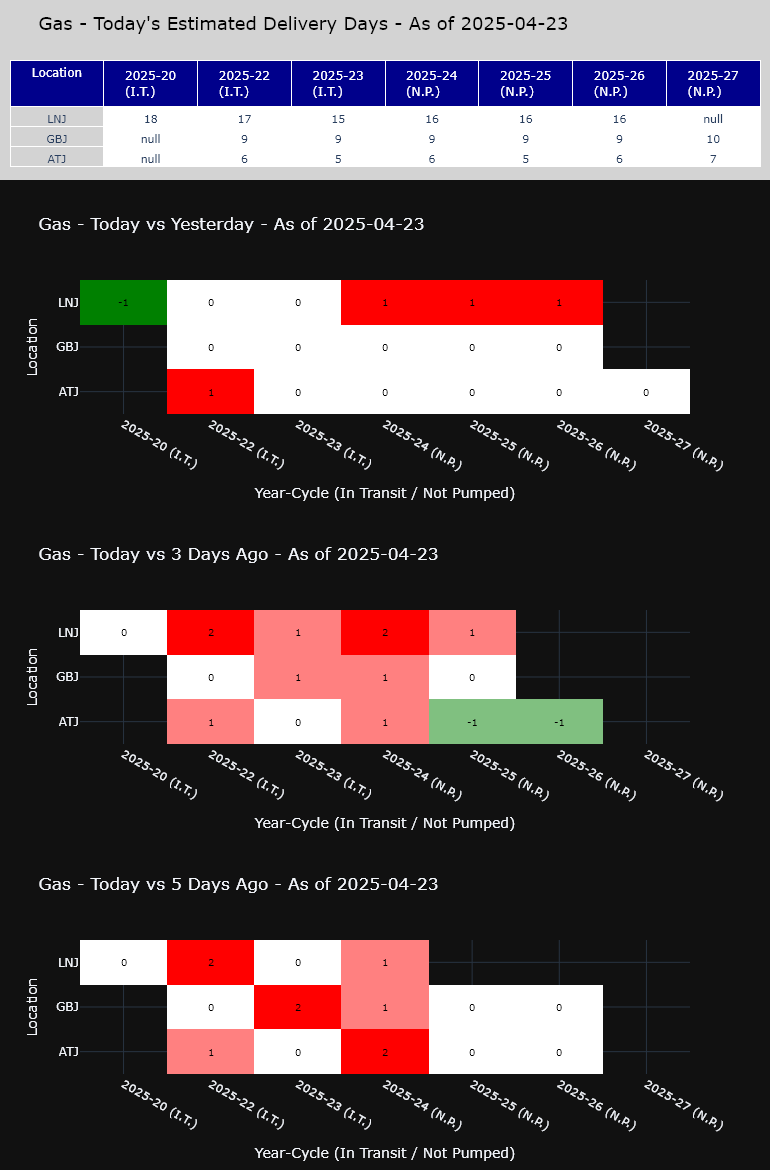 Gas - Today's Estimated Delivery Days - As of 2025-04-23
Location 2025-20 (I.T.) 2025-22 (I.T.) 2025-23 (I.T.) 2025-24 (N.P.) 2025-25 (N.P.) 2025-26 (N.P.) 2025-27 (N.P.)
LNJ 18 17 15 16 16 16 null
GBJ null 9 9 9 9 9 10
ATJ null 6 5 6 5 6 7
Gas - Today vs Yesterday - As of 2025-04-23
Location
LNJ -1 0 0 1 1 1
GBJ 0 0 0 0 0
ATJ 1 0 0 0 0 0
2025-20 (I.T.) 2025-22 (I.T.) 2025-23 (I.T.) 2025-24 (N.P.) 2025-25 (N.P.) 2025-26 (N.P.) 2025-27 (N.P.)
Year-Cycle (In Transit / Not Pumped)
Gas - Today vs 3 Days Ago - As of 2025-04-23
Location
LNJ 0 2 1 2 1
GBJ 0 1 1 0
ATJ 1 0 1 -1 -1
2025-20 (I.T.) 2025-22 (I.T.) 2025-23 (I.T.) 2025-24 (N.P.) 2025-25 (N.P.) 2025-26 (N.P.) 2025-27 (N.P.)
Year-Cycle (In Transit / Not Pumped)
Gas - Today vs 5 Days Ago - As of 2025-04-23
Location
LNJ 0 2 0 1
GBJ 0 2 1 0 0
ATJ 1 0 2 0 0
2025-20 (I.T.) 2025-22 (I.T.) 2025-23 (I.T.) 2025-24 (N.P.) 2025-25 (N.P.) 2025-26 (N.P.) 2025-27 (N.P.)
Year-Cycle (In Transit / Not Pumped)